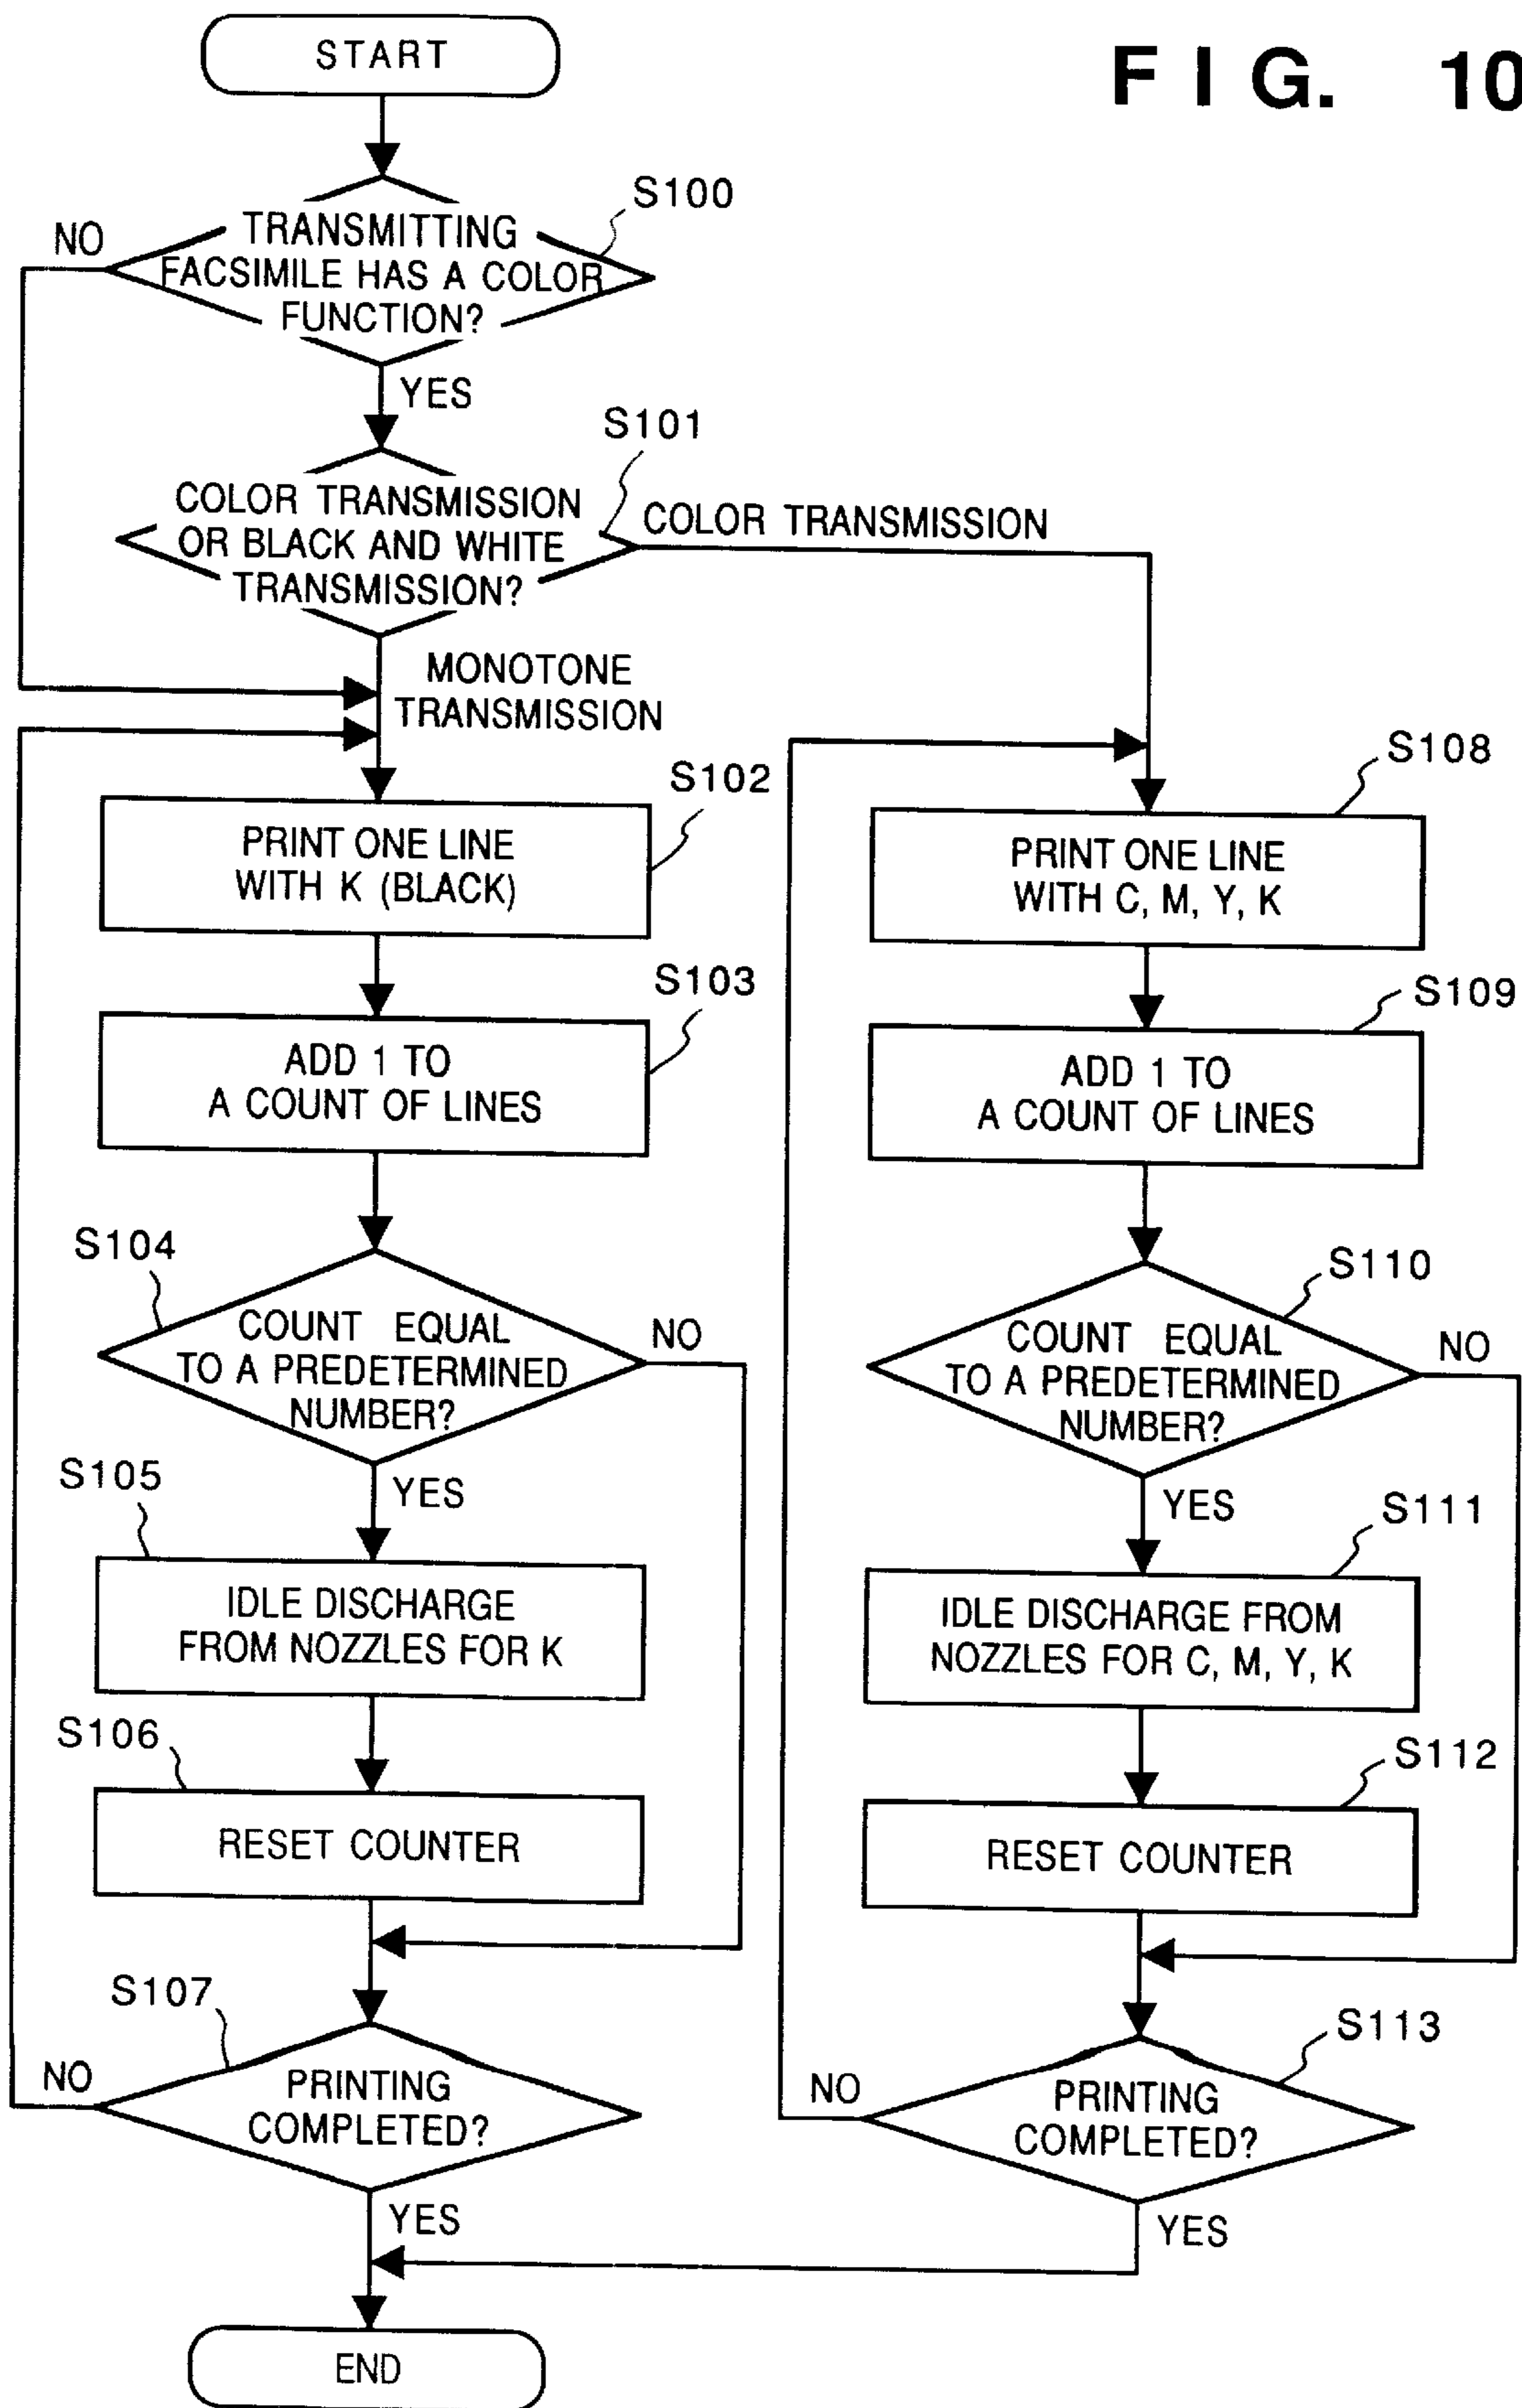 FIG. 10
START
S100
NO
TRANSMITTING
FACSIMILE HAS A COLOR
FUNCTION?
YES
S101
COLOR TRANSMISSION
OR BLACK AND WHITE
TRANSMISSION?
COLOR TRANSMISSION
MONOTONE
TRANSMISSION
S102
PRINT ONE LINE
WITH K (BLACK)
S103
ADD 1 TO
A COUNT OF LINES
S104
COUNT EQUAL
TO A PREDETERMINED
NUMBER?
NO
YES
S105
IDLE DISCHARGE
FROM NOZZLES FOR K
S106
RESET COUNTER
S107
NO
PRINTING
COMPLETED?
YES
S108
PRINT ONE LINE
WITH C, M, Y, K
S109
ADD 1 TO
A COUNT OF LINES
S110
COUNT EQUAL
TO A PREDETERMINED
NUMBER?
NO
YES
S111
IDLE DISCHARGE FROM
NOZZLES FOR C, M, Y, K
S112
RESET COUNTER
S113
NO
PRINTING
COMPLETED?
YES
END